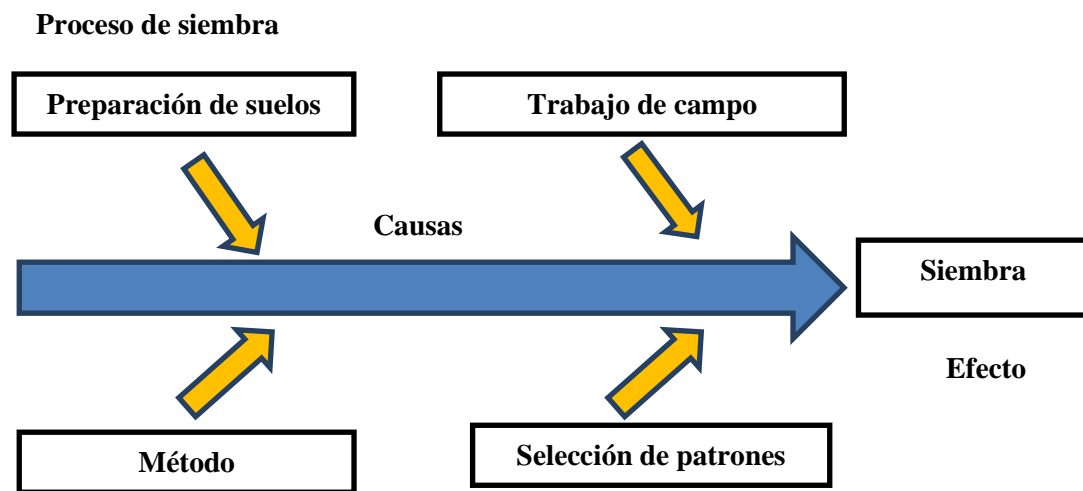 Proceso de siembra
Preparación de suelos
Trabajo de campo
Causas
Siembra
Efecto
Método
Selección de patrones